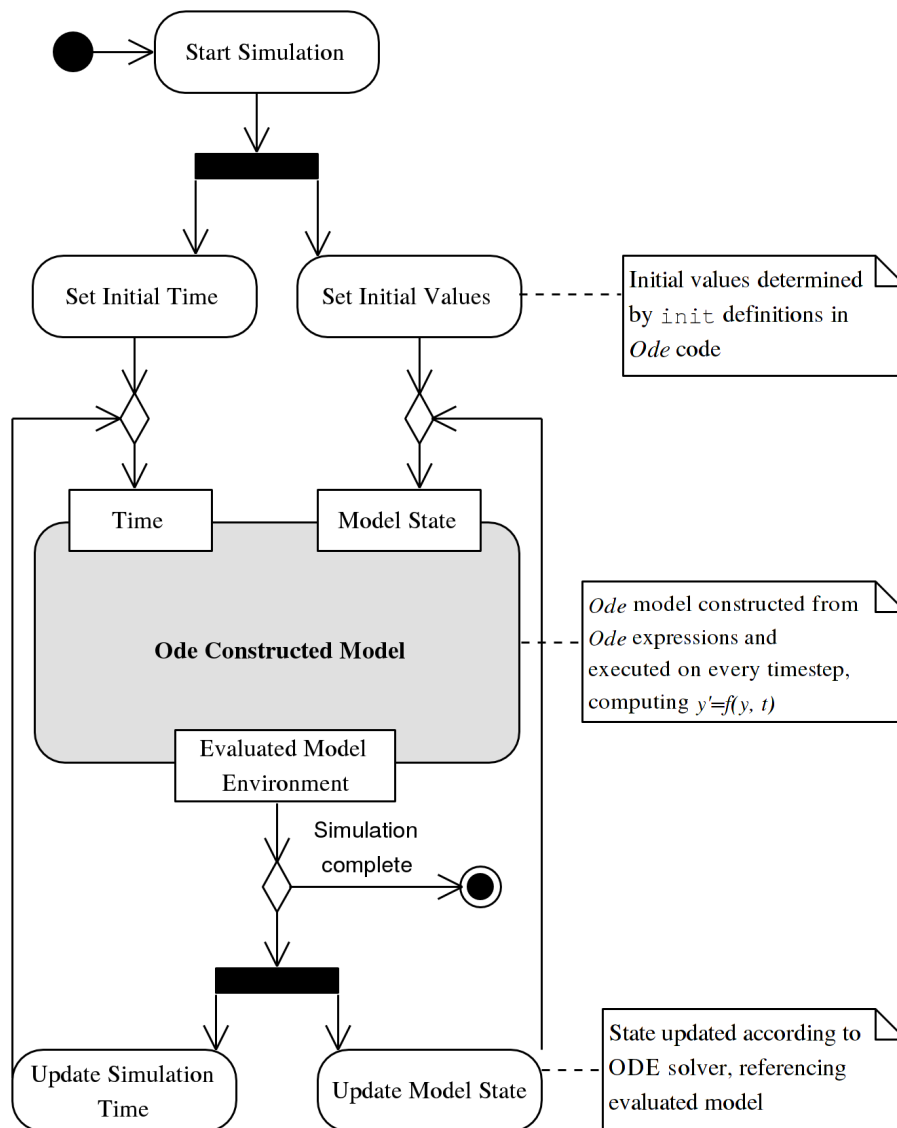 Start Simulation
Set Initial Time
Set Initial Values
Initial values determined
by init definitions in
Ode code
Time
Model State
Ode Constructed Model
Ode model constructed from
Ode expressions and
executed on every timestep,
computing y'=f(y, t)
Evaluated Model
Environment
Simulation
complete
Update Simulation
Time
Update Model State
State updated according to
ODE solver, referencing
evaluated model